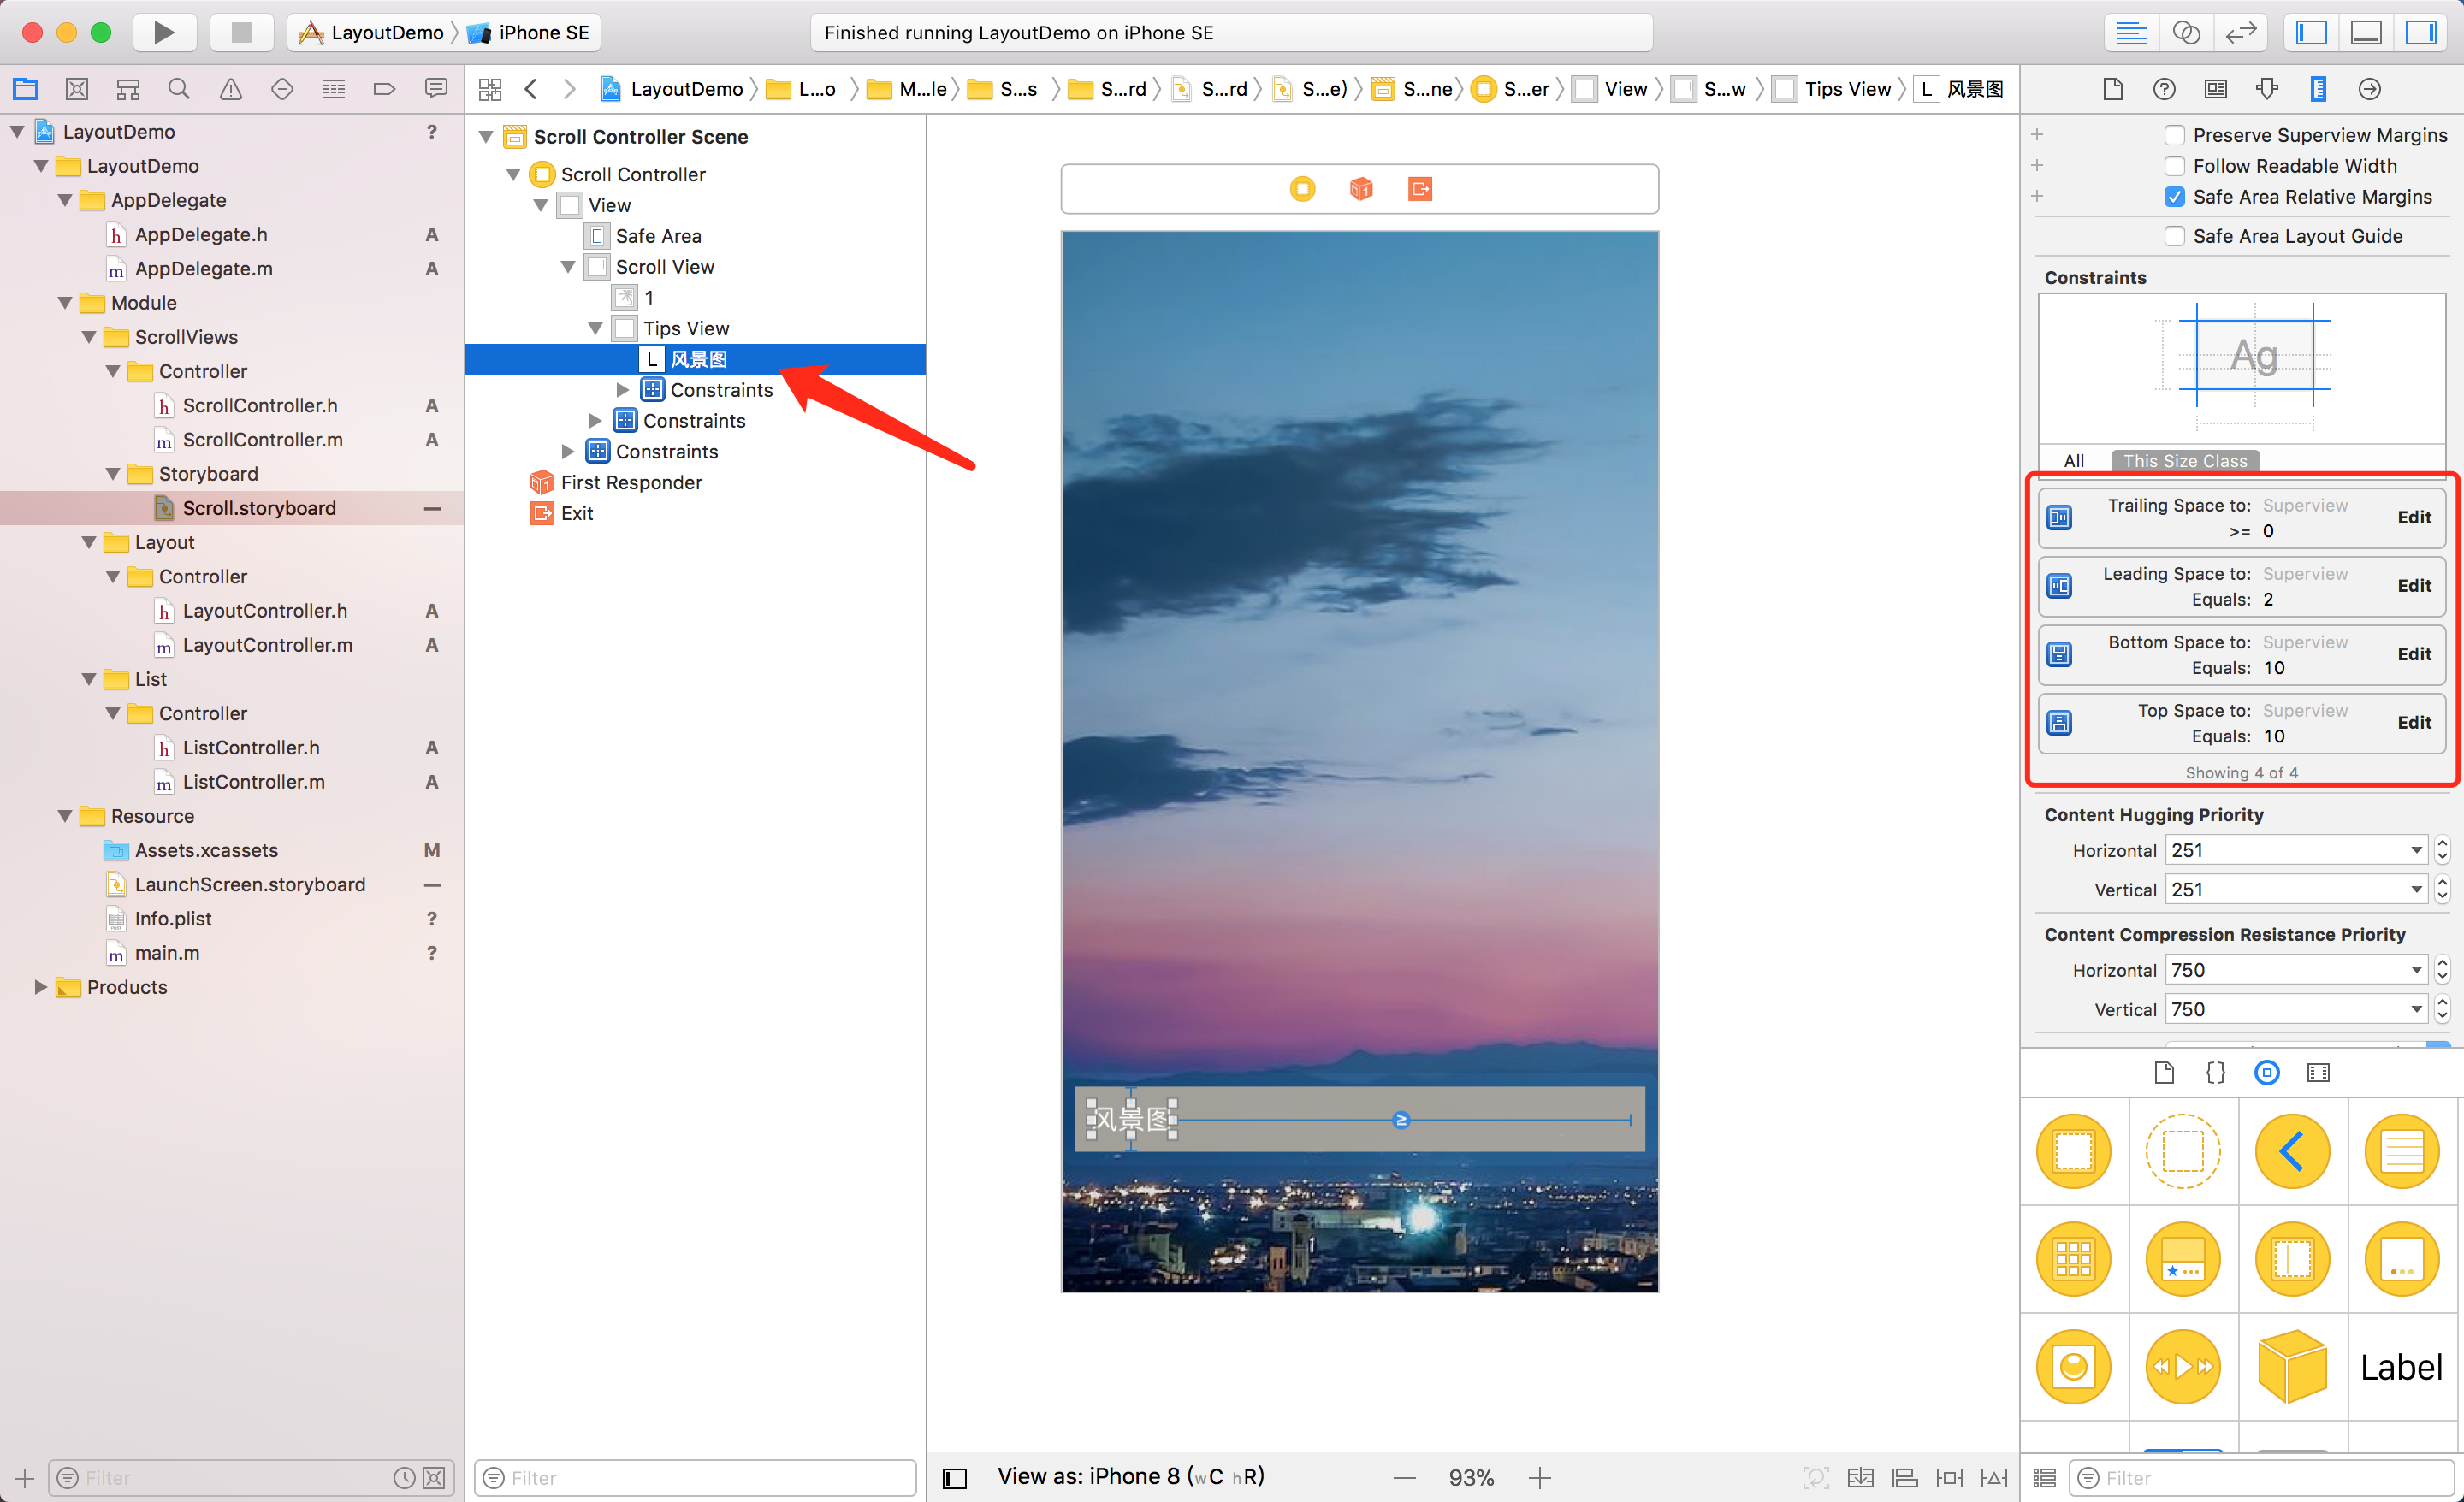 LayoutDemo iPhone SE
Finished running LayoutDemo on iPhone SE
LayoutDemo L...o M...le S...s S...rd S...rd S...e) S...ne S...er View S...w Tips View L 风景图
LayoutDemo ?
LayoutDemo
AppDelegate
h AppDelegate.h A
m AppDelegate.m A
Module
ScrollViews
Controller
h ScrollController.h A
m ScrollController.m A
Storyboard
Scroll.storyboard —
Layout
Controller
h LayoutController.h A
m LayoutController.m A
List
Controller
h ListController.h A
m ListController.m A
Resource
Assets.xcassets M
LaunchScreen.storyboard —
Info.plist ?
m main.m ?
Products
Filter
Scroll Controller Scene
Scroll Controller
View
Safe Area
Scroll View
1
Tips View
L 风景图
Constraints
Constraints
Constraints
First Responder
Exit
Filter
风景图
View as: iPhone 8 (wC hR)
93%
Preserve Superview Margins
Follow Readable Width
Safe Area Relative Margins
Safe Area Layout Guide
Constraints
Ag
All This Size Class
Trailing Space to: Superview
>= 0
Edit
Leading Space to: Superview
Equals: 2
Edit
Bottom Space to: Superview
Equals: 10
Edit
Top Space to: Superview
Equals: 10
Edit
Showing 4 of 4
Content Hugging Priority
Horizontal 251
Vertical 251
Content Compression Resistance Priority
Horizontal 750
Vertical 750
{}
Label
Filter